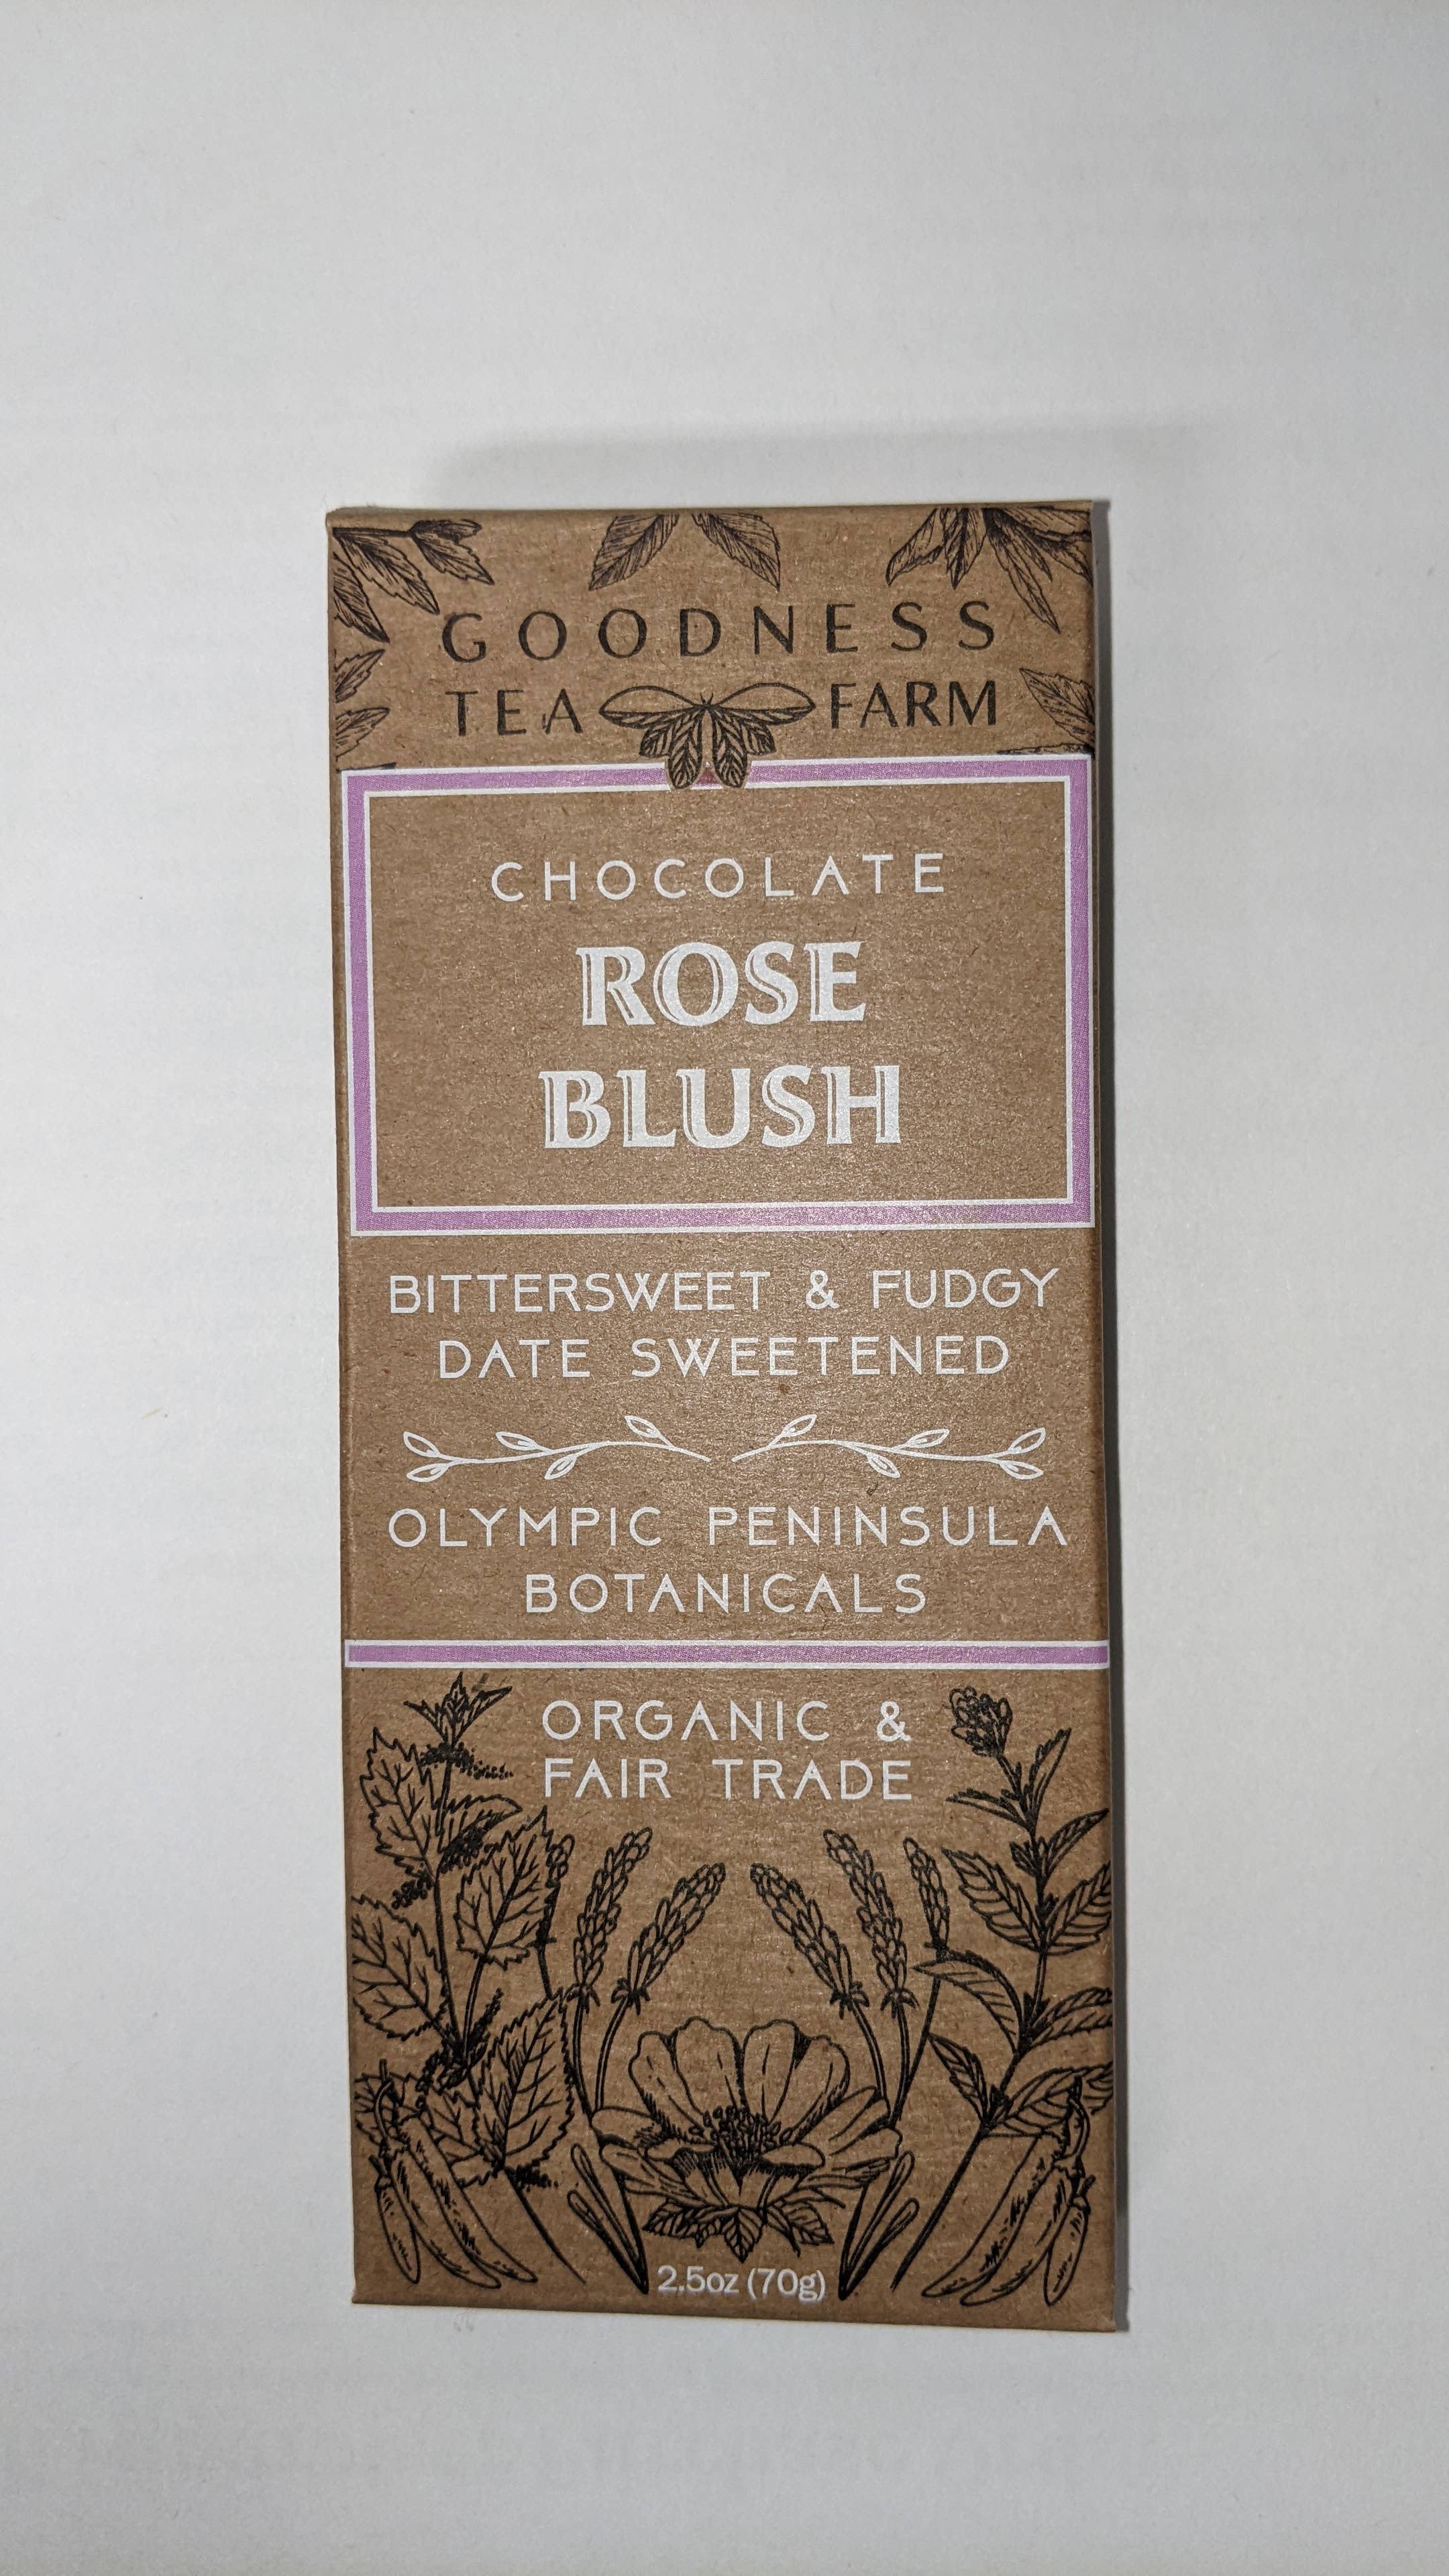 GOODNESS
TEA FARM
CHOCOLATE
ROSE
BLUSH
BITTERSWEET & FUDGY
DATE SWEETENED
OLYMPIC PENINSULA
BOTANICALS
ORGANIC &
FAIR TRADE
2.5oz (70g)